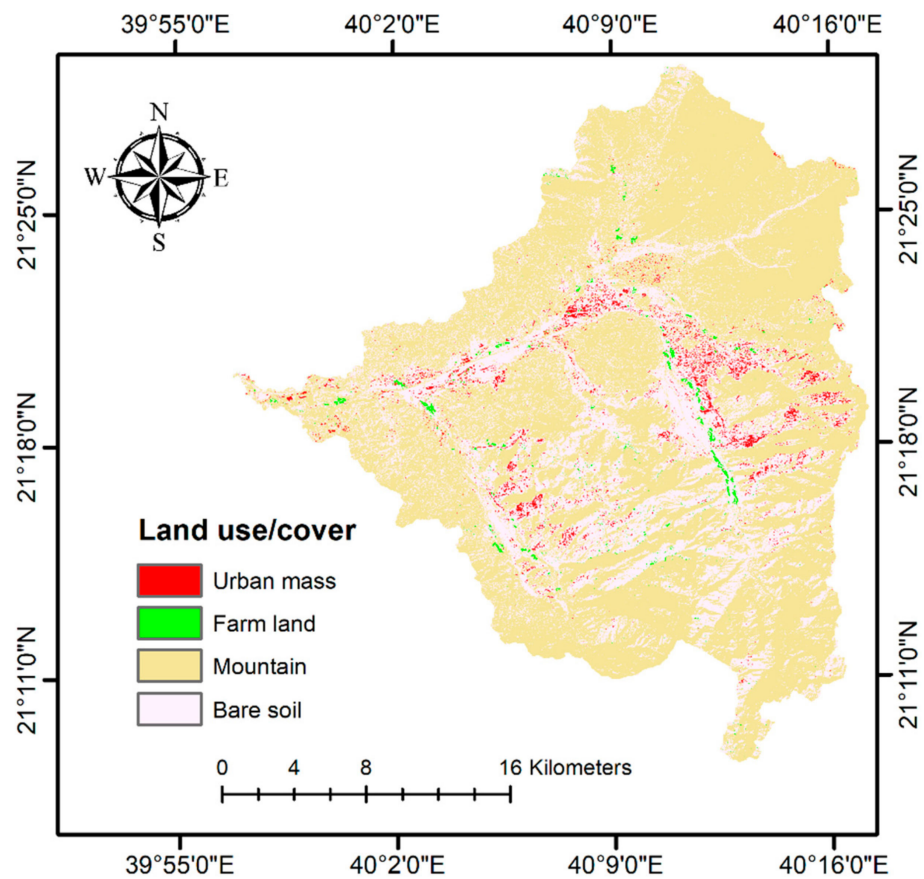 39°55'0"E 40°2'0"E 40°9'0"E 40°16'0"E
N
W E
S
21°25'0"N
21°25'0"N
21°18'0"N
21°18'0"N
Land use/cover
Urban mass
Farm land
Mountain
Bare soil
21°11'0"N
21°11'0"N
0 4 8 16 Kilometers
39°55'0"E 40°2'0"E 40°9'0"E 40°16'0"E